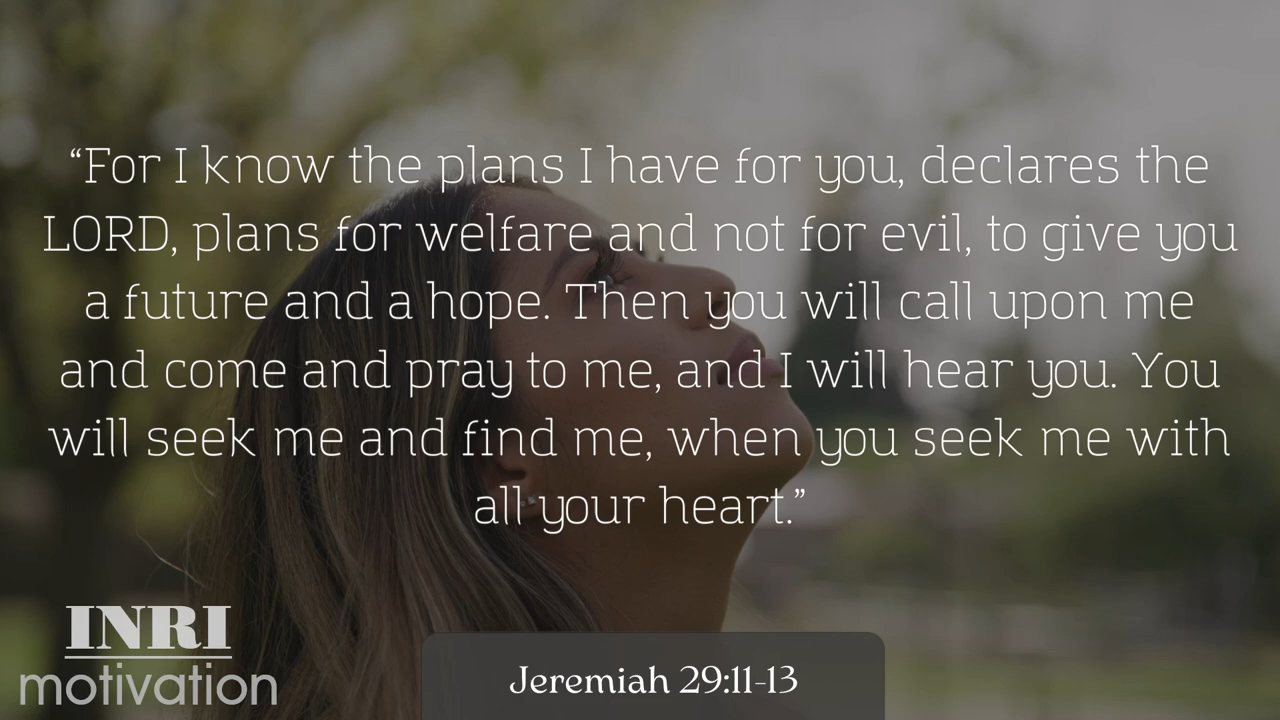 “For I know the plans I have for you, declares the
LORD, plans for welfare and not for evil, to give you
a future and a hope. Then you will call upon me
and come and pray to me, and I will hear you. You
will seek me and find me, when you seek me with
all your heart.”
INRI
motivation
Jeremiah 29:11-13